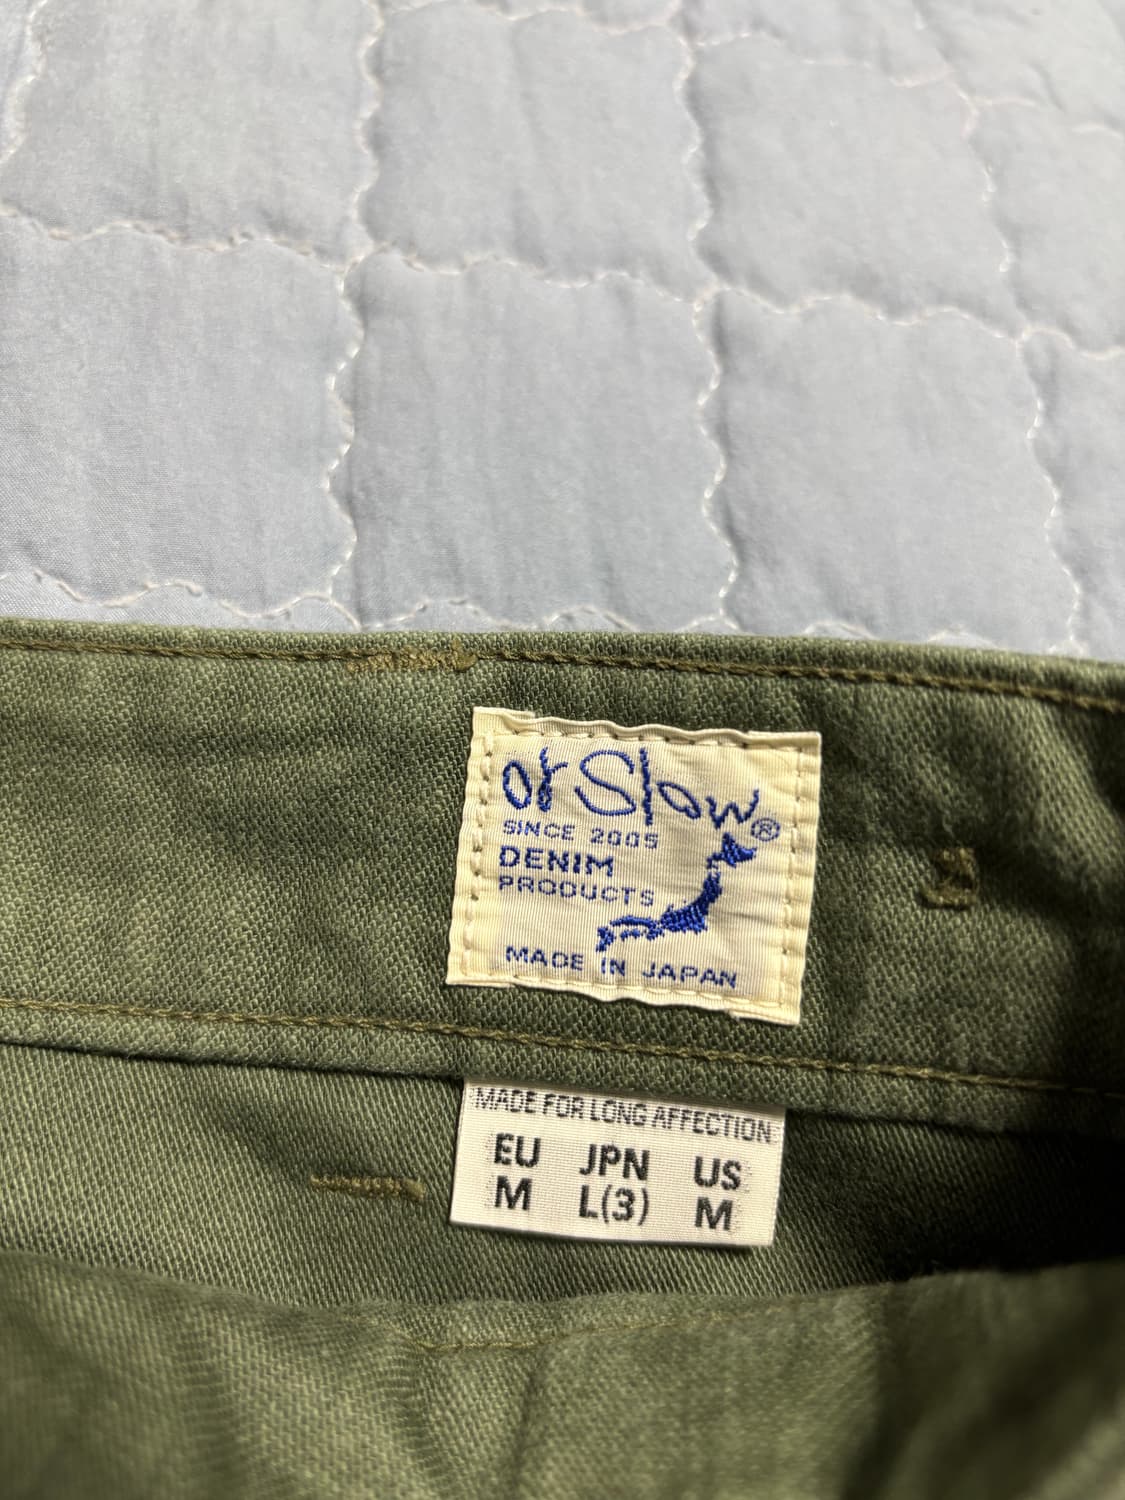 or Slow®
SINCE 2005
DENIM
PRODUCTS
MADE IN JAPAN
MADE FOR LONG AFFECTION
EU JPN US
M L(3) M